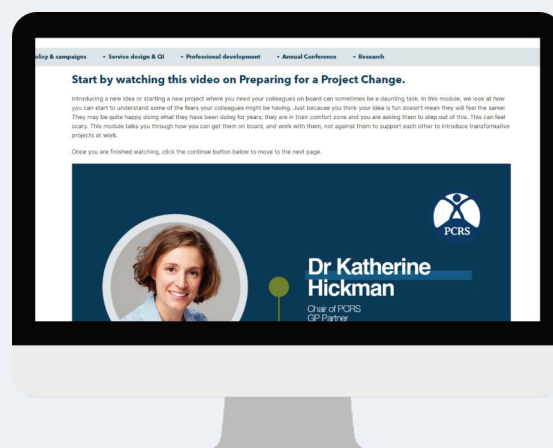 olicy & campaigns • Service design & QI • Professional development • Annual Conference • Research
Start by watching this video on Preparing for a Project Change.
Introducing a new idea or starting a new project where you need your colleagues on board can sometimes be a daunting task. In this module, we look at how
you can start to understand some of the fears your colleagues might be having. Just because you think your idea is fun doesn't mean they will feel the same!
They may be quite happy doing what they have been doing for years; they are in their comfort zone and you are asking them to step out of this. This can feel
scary. This module talks you through how you can get them on board, and work with them, not against them to support each other to introduce transformative
projects at work.
Once you are finished watching, click the continue button below to move to the next page.
PCRS
Dr Katherine
Hickman
Chair of PCRS
GP Partner